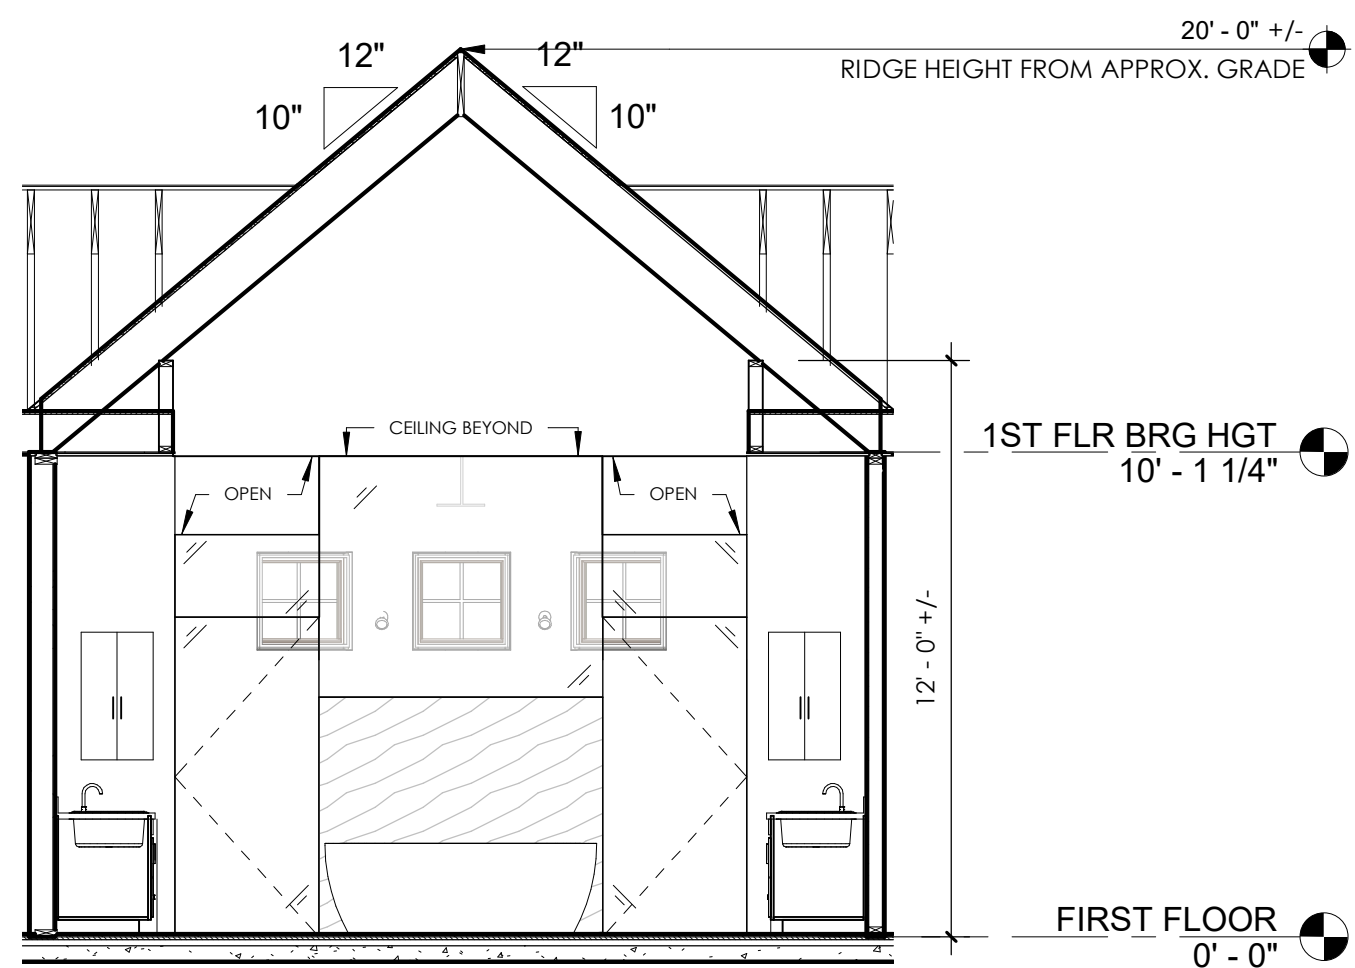 20' - 0" +/-
12" 12"
RIDGE HEIGHT FROM APPROX. GRADE
10" 10"
CEILING BEYOND
1ST FLR BRG HGT
10' - 1 1/4"
OPEN OPEN
12' - 0" +/-
FIRST FLOOR
0' - 0"